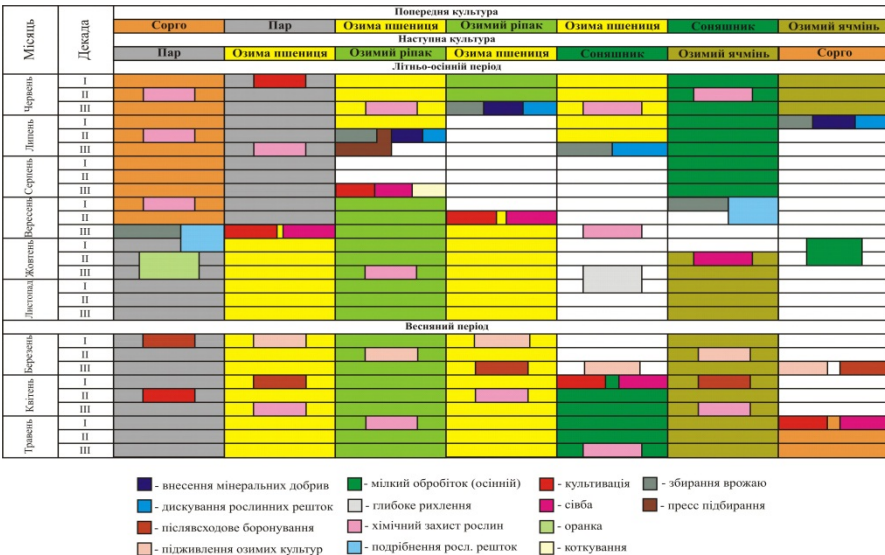 Місяць
Декада
Попередня культура
Сорго
Пар
Озима пшениця
Озимий ріпак
Озима пшениця
Соняшник
Озимий ячмінь
Наступна культура
Пар
Озима пшениця
Озимий ріпак
Озима пшениця
Соняшник
Озимий ячмінь
Сорго
Літньо-осінній період
Червень
I
II
III
Липень
I
II
III
Серпень
I
II
III
Вересень
I
II
III
Жовтень
I
II
III
Листопад
I
II
III
Весняний період
Березень
I
II
III
Квітень
I
II
III
Травень
I
II
III
- внесення мінеральних добрив
- мілкий обробіток (осінній)
- культивація
- збирання врожаю
- дискування рослинних решток
- глибоке рихлення
- сівба
- пресс підбирання
- післявсходове боронування
- хімічний захист рослин
- оранка
- підживлення озимих культур
- подрібнення росл. решток
- коткування